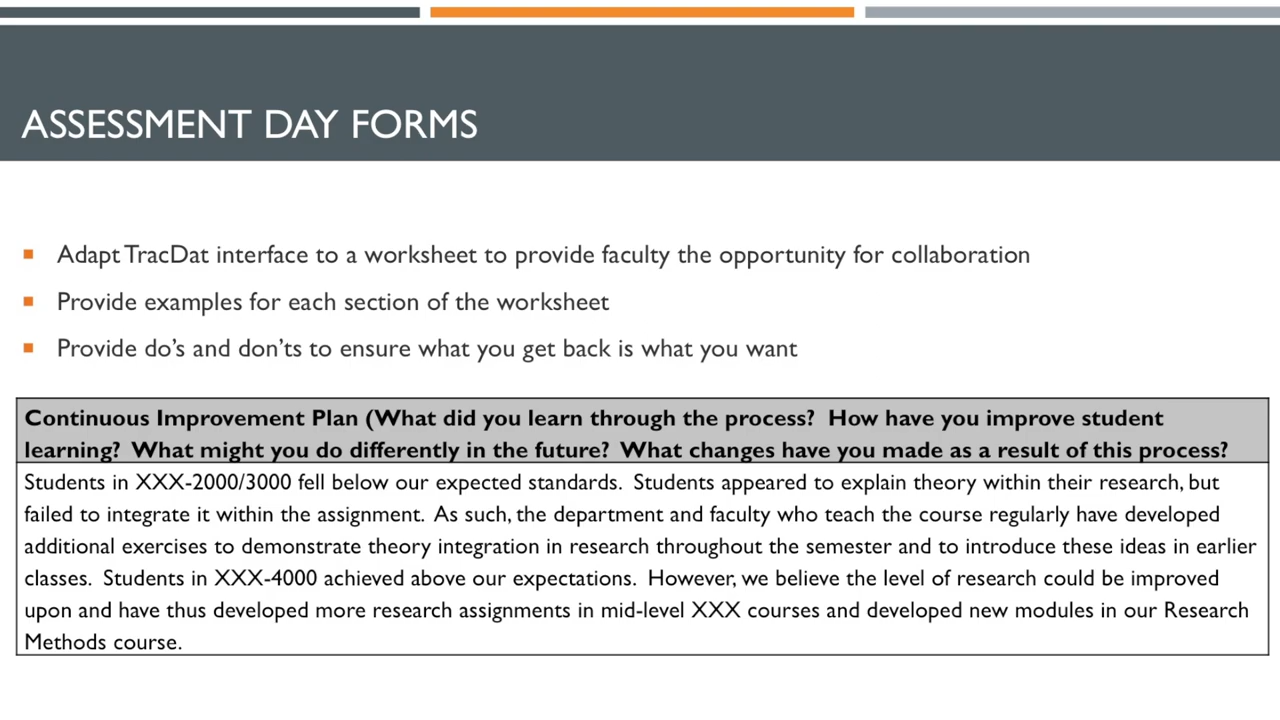 ASSESSMENT DAY FORMS
Adapt TracDat interface to a worksheet to provide faculty the opportunity for collaboration
Provide examples for each section of the worksheet
Provide do's and don'ts to ensure what you get back is what you want
Continuous Improvement Plan (What did you learn through the process?  How have you improve student
learning?  What might you do differently in the future?  What changes have you made as a result of this process?
Students in XXX-2000/3000 fell below our expected standards.  Students appeared to explain theory within their research, but
failed to integrate it within the assignment.  As such, the department and faculty who teach the course regularly have developed
additional exercises to demonstrate theory integration in research throughout the semester and to introduce these ideas in earlier
classes.  Students in XXX-4000 achieved above our expectations.  However, we believe the level of research could be improved
upon and have thus developed more research assignments in mid-level XXX courses and developed new modules in our Research
Methods course.